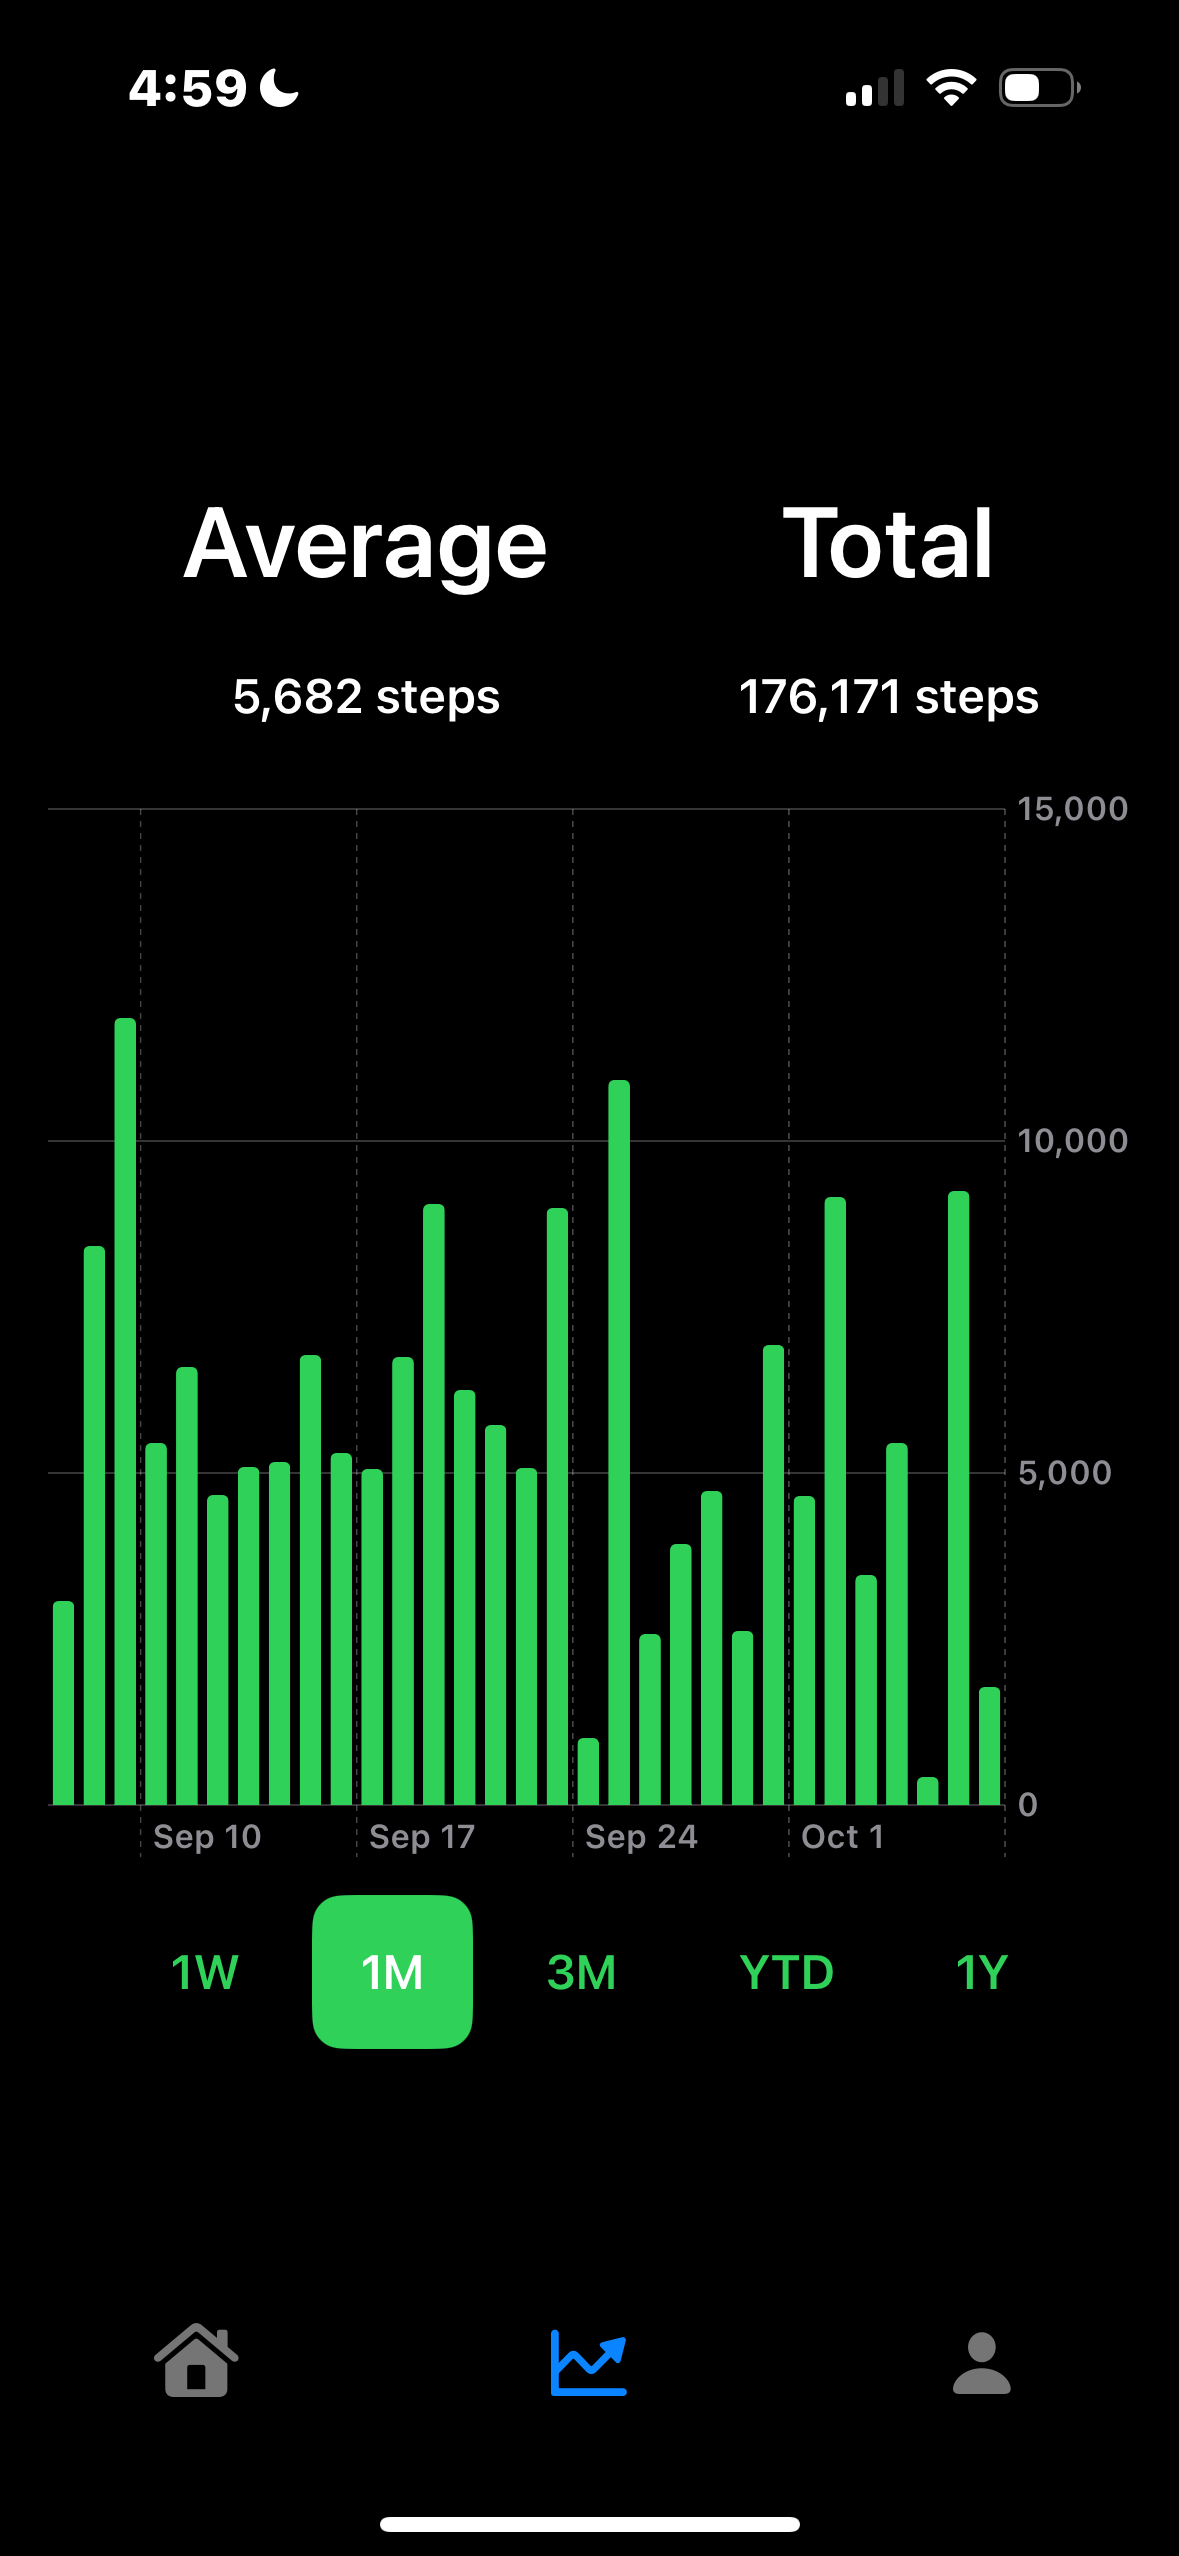 4:59
Average Total
5,682 steps 176,171 steps
15,000
10,000
5,000
0
Sep 10 Sep 17 Sep 24 Oct 1
1W 1M 3M YTD 1Y